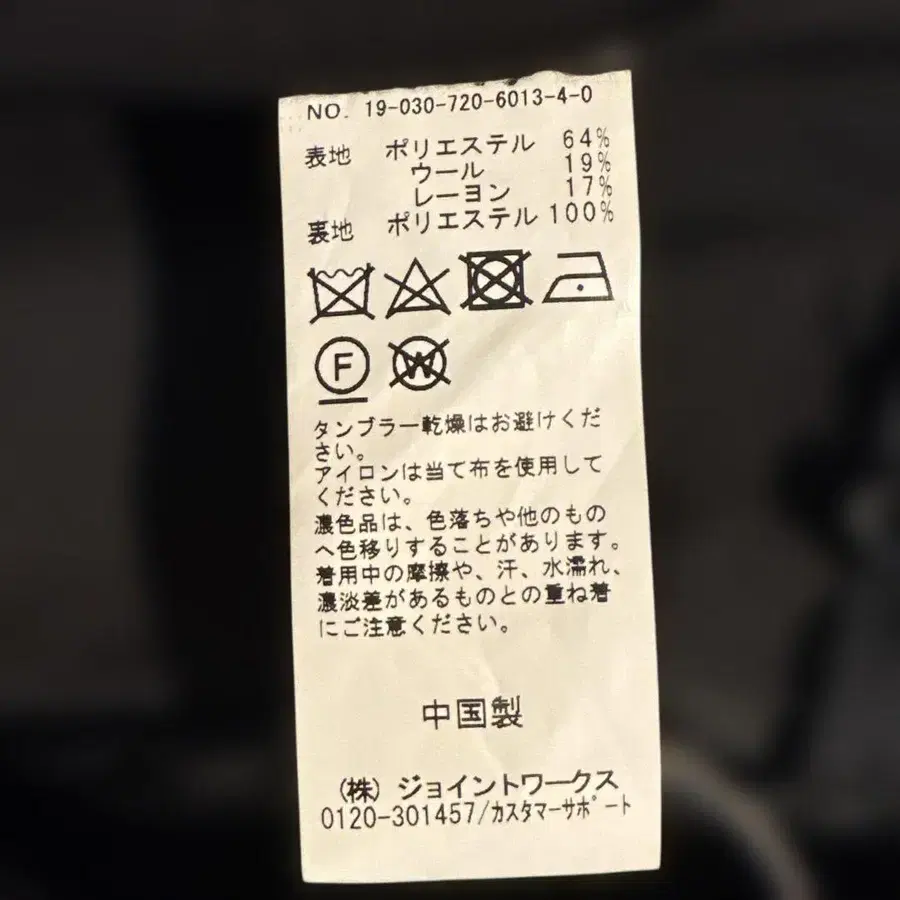 NO. 19-030-720-6013-4-0
表地 ポリエステル 64%
ウール 19%
レーヨン 17%
裏地 ポリエステル 100%
F W
タンブラー乾燥はお避けくだ
さい。
アイロンは当て布を使用して
ください。
濃色品は、色落ちや他のもの
へ色移りすることがあります。
着用中の摩擦や、汗、水濡れ、
濃淡差があるものとの重ね着
にご注意ください。
中国製
(株) ジョイントワークス
0120-301457/カスタマーサポート